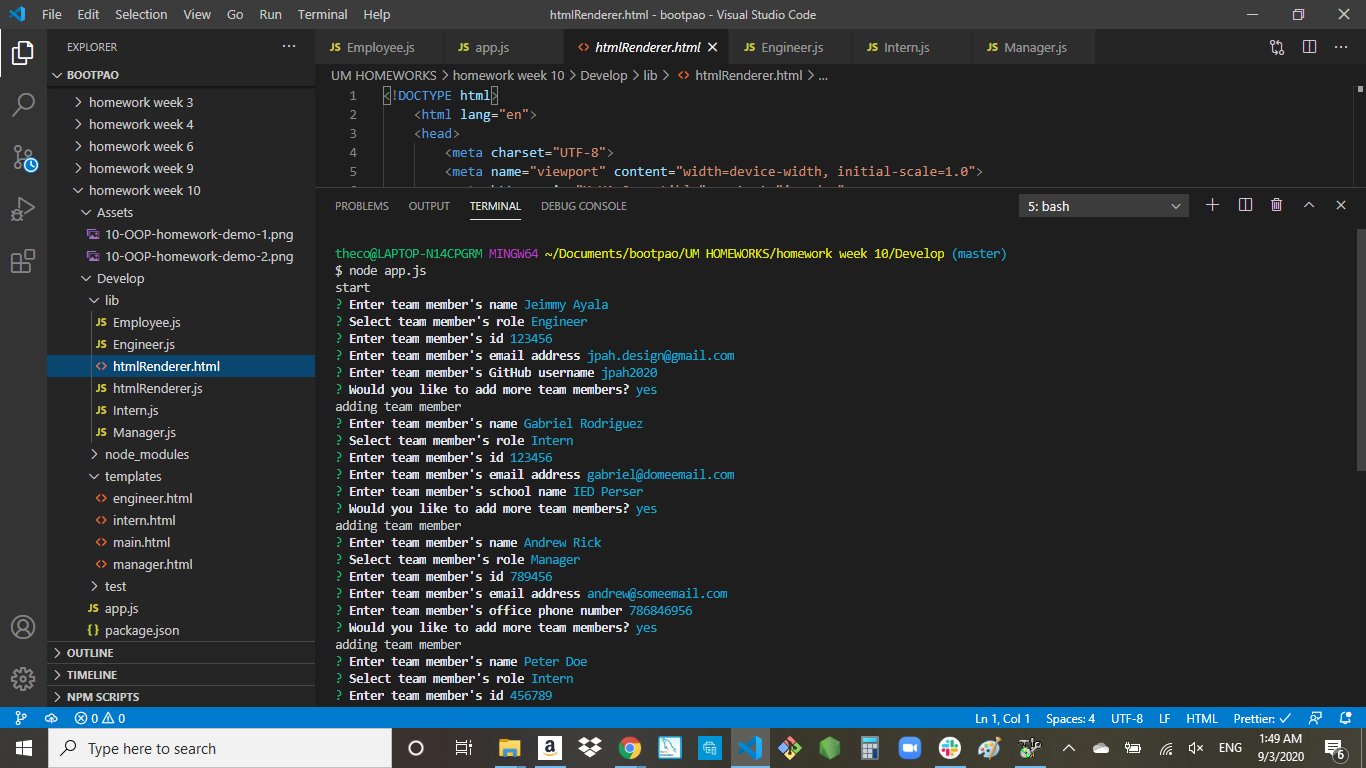 File Edit Selection View Go Run Terminal Help
htmlRenderer.html - bootpao - Visual Studio Code
EXPLORER
BOOTPAO
homework week 3
homework week 4
homework week 6
homework week 9
homework week 10
Assets
10-OOP-homework-demo-1.png
10-OOP-homework-demo-2.png
Develop
lib
Employee.js
Engineer.js
htmlRenderer.html
htmlRenderer.js
Intern.js
Manager.js
node_modules
templates
engineer.html
intern.html
main.html
manager.html
test
app.js
package.json
OUTLINE
TIMELINE
NPM SCRIPTS
Employee.js app.js htmlRenderer.html Engineer.js Intern.js Manager.js
UM HOMEWORKS > homework week 10 > Develop > lib > htmlRenderer.html > ...
1 <!DOCTYPE html>
2 <html lang="en">
3 <head>
4 <meta charset="UTF-8">
5 <meta name="viewport" content="width=device-width, initial-scale=1.0">
PROBLEMS OUTPUT TERMINAL DEBUG CONSOLE 5: bash
theco@LAPTOP-N14CPGRM MINGW64 ~/Documents/bootpao/UM HOMEWORKS/homework week 10/Develop (master)
$ node app.js
start
? Enter team member's name Jeimmy Ayala
? Select team member's role Engineer
? Enter team member's id 123456
? Enter team member's email address jpah.design@gmail.com
? Enter team member's GitHub username jpah2020
? Would you like to add more team members? yes
adding team member
? Enter team member's name Gabriel Rodriguez
? Select team member's role Intern
? Enter team member's id 123456
? Enter team member's email address gabriel@domeemail.com
? Enter team member's school name IED Perser
? Would you like to add more team members? yes
adding team member
? Enter team member's name Andrew Rick
? Select team member's role Manager
? Enter team member's id 789456
? Enter team member's email address andrew@someemail.com
? Enter team member's office phone number 786846956
? Would you like to add more team members? yes
adding team member
? Enter team member's name Peter Doe
? Select team member's role Intern
? Enter team member's id 456789
0 0
Ln 1, Col 1 Spaces: 4 UTF-8 LF HTML Prettier: ✓
Type here to search
ENG
1:49 AM
9/3/2020
6